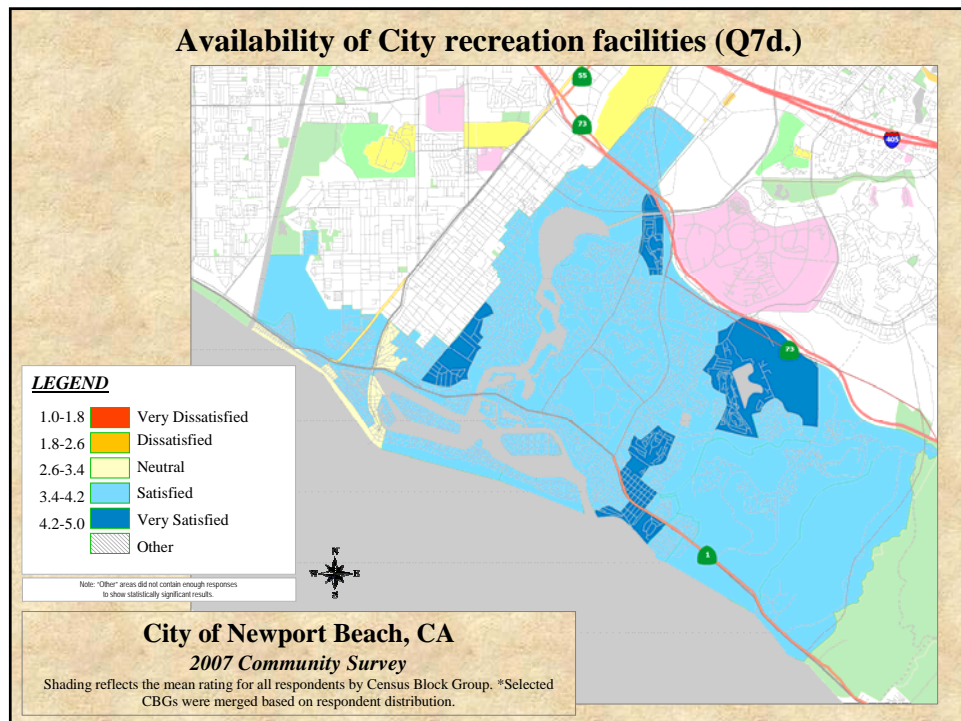 Availability of City recreation facilities (Q7d.)
55
73
405
73
1
LEGEND
1.0-1.8 Very Dissatisfied
1.8-2.6 Dissatisfied
2.6-3.4 Neutral
3.4-4.2 Satisfied
4.2-5.0 Very Satisfied
Other
Note: "Other" areas did not contain enough responses
to show statistically significant results.
N
W E
S
City of Newport Beach, CA
2007 Community Survey
Shading reflects the mean rating for all respondents by Census Block Group. *Selected
CBGs were merged based on respondent distribution.